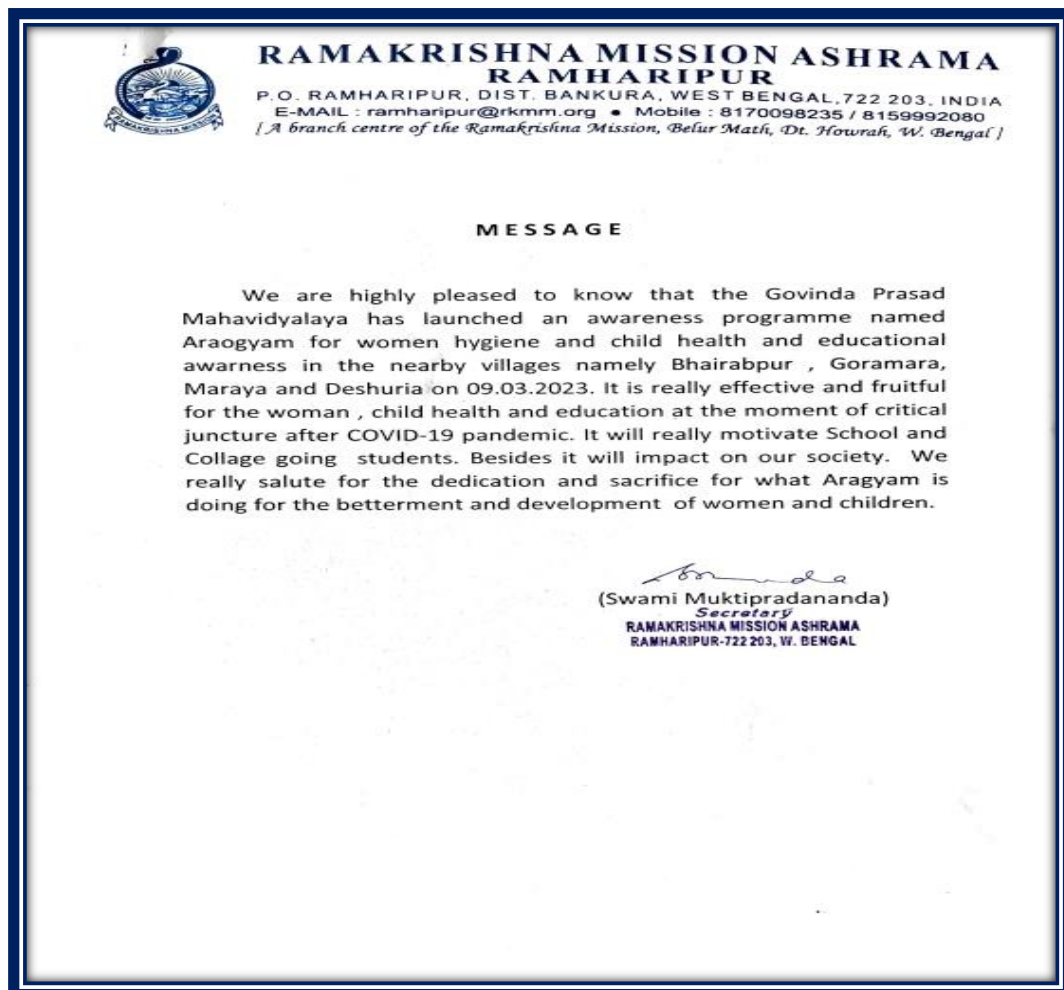 RAMAKRISHNA MISSION ASHRAMA
RAMHARIPUR
P.O. RAMHARIPUR, DIST. BANKURA, WEST BENGAL,722 203, INDIA
E-MAIL : ramharipur@rkmm.org • Mobile : 8170098235 / 8159992080
[ A branch centre of the Ramakrishna Mission, Belur Math, Dt. Howrah, W. Bengal ]
RAMAKRISHNA MISSION
MESSAGE
We are highly pleased to know that the Govinda Prasad
Mahavidyalaya has launched an awareness programme named
Araogyam for women hygiene and child health and educational
awarness in the nearby villages namely Bhairabpur , Goramara,
Maraya and Deshuria on 09.03.2023. It is really effective and fruitful
for the woman , child health and education at the moment of critical
juncture after COVID-19 pandemic. It will really motivate School and
Collage going students. Besides it will impact on our society. We
really salute for the dedication and sacrifice for what Aragyam is
doing for the betterment and development of women and children.
(Swami Muktipradananda)
Secretary
RAMAKRISHNA MISSION ASHRAMA
RAMHARIPUR-722 203, W. BENGAL